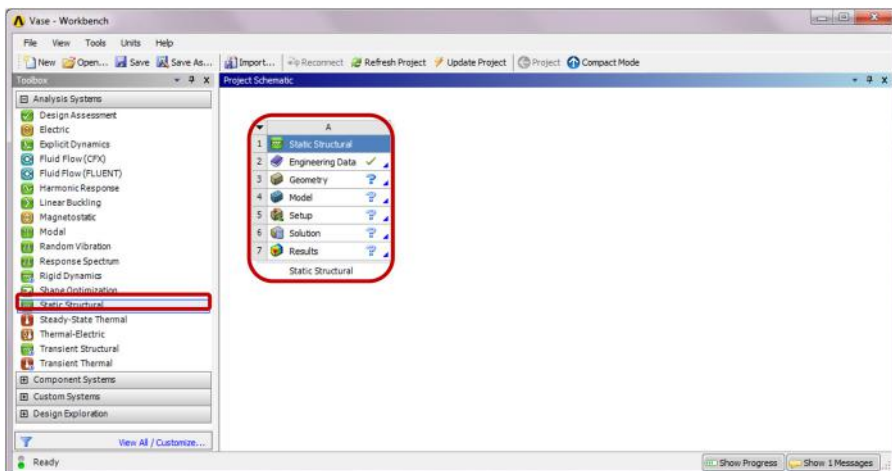 Vase - Workbench
File View Tools Units Help
New Open... Save Save As... Import... Reconnect Refresh Project Update Project Project Compact Mode
Toolbox
Project Schematic
Analysis Systems
Design Assessment
Electric
Explicit Dynamics
Fluid Flow (CFX)
Fluid Flow (FLUENT)
Harmonic Response
Linear Buckling
Magnetostatic
Modal
Random Vibration
Response Spectrum
Rigid Dynamics
Shape Optimization
Static Structural
Steady-State Thermal
Thermal-Electric
Transient Structural
Transient Thermal
Component Systems
Custom Systems
Design Exploration
View All / Customize...
A
1 Static Structural
2 Engineering Data
3 Geometry ?
4 Model ?
5 Setup ?
6 Solution ?
7 Results ?
Static Structural
Ready
Show Progress Show 1 Messages